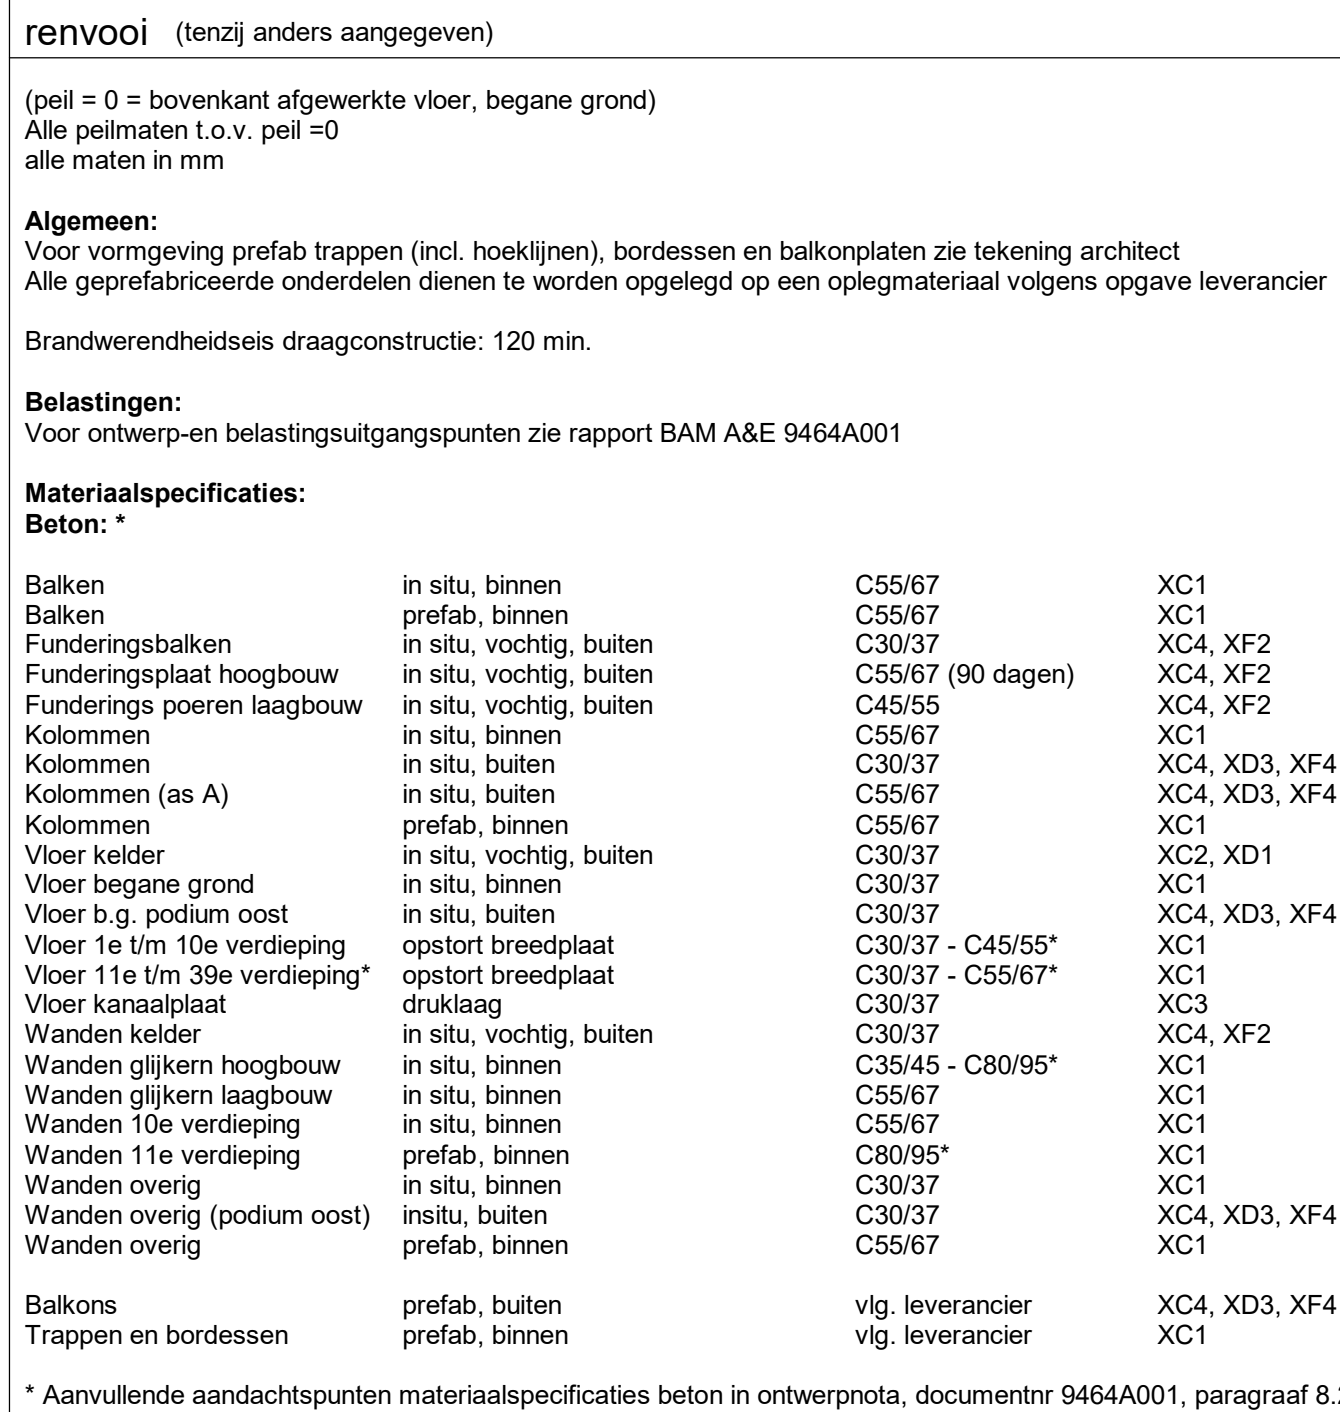 renvooi (tenzij anders aangegeven)
(peil = 0 = bovenkant afgewerkte vloer, begane grond)
Alle peilmaten t.o.v. peil =0
alle maten in mm
Algemeen:
Voor vormgeving prefab trappen (incl. hoeklijnen), bordessen en balkonplaten zie tekening architect
Alle geprefabriceerde onderdelen dienen te worden opgelegd op een oplegmateriaal volgens opgave leverancier
Brandwerendheidseis draagconstructie: 120 min.
Belastingen:
Voor ontwerp-en belastingsuitgangspunten zie rapport BAM A&E 9464A001
Materiaalspecificaties:
Beton: *
Balken in situ, binnen C55/67 XC1
Balken prefab, binnen C55/67 XC1
Funderingsbalken in situ, vochtig, buiten C30/37 XC4, XF2
Funderingsplaat hoogbouw in situ, vochtig, buiten C55/67 (90 dagen) XC4, XF2
Funderings poeren laagbouw in situ, vochtig, buiten C45/55 XC4, XF2
Kolommen in situ, binnen C55/67 XC1
Kolommen in situ, buiten C30/37 XC4, XD3, XF4
Kolommen (as A) in situ, buiten C55/67 XC4, XD3, XF4
Kolommen prefab, binnen C55/67 XC1
Vloer kelder in situ, vochtig, buiten C30/37 XC2, XD1
Vloer begane grond in situ, binnen C30/37 XC1
Vloer b.g. podium oost in situ, buiten C30/37 XC4, XD3, XF4
Vloer 1e t/m 10e verdieping opstort breedplaat C30/37 - C45/55* XC1
Vloer 11e t/m 39e verdieping* opstort breedplaat C30/37 - C55/67* XC1
Vloer kanaalplaat druklaag C30/37 XC3
Wanden kelder in situ, vochtig, buiten C30/37 XC4, XF2
Wanden glijkern hoogbouw in situ, binnen C35/45 - C80/95* XC1
Wanden glijkern laagbouw in situ, binnen C55/67 XC1
Wanden 10e verdieping in situ, binnen C55/67 XC1
Wanden 11e verdieping prefab, binnen C80/95* XC1
Wanden overig in situ, binnen C30/37 XC1
Wanden overig (podium oost) insitu, buiten C30/37 XC4, XD3, XF4
Wanden overig prefab, binnen C55/67 XC1
Balkons prefab, buiten vlg. leverancier XC4, XD3, XF4
Trappen en bordessen prefab, binnen vlg. leverancier XC1
* Aanvullende aandachtspunten materiaalspecificaties beton in ontwerpnota, documentnr 9464A001, paragraaf 8.